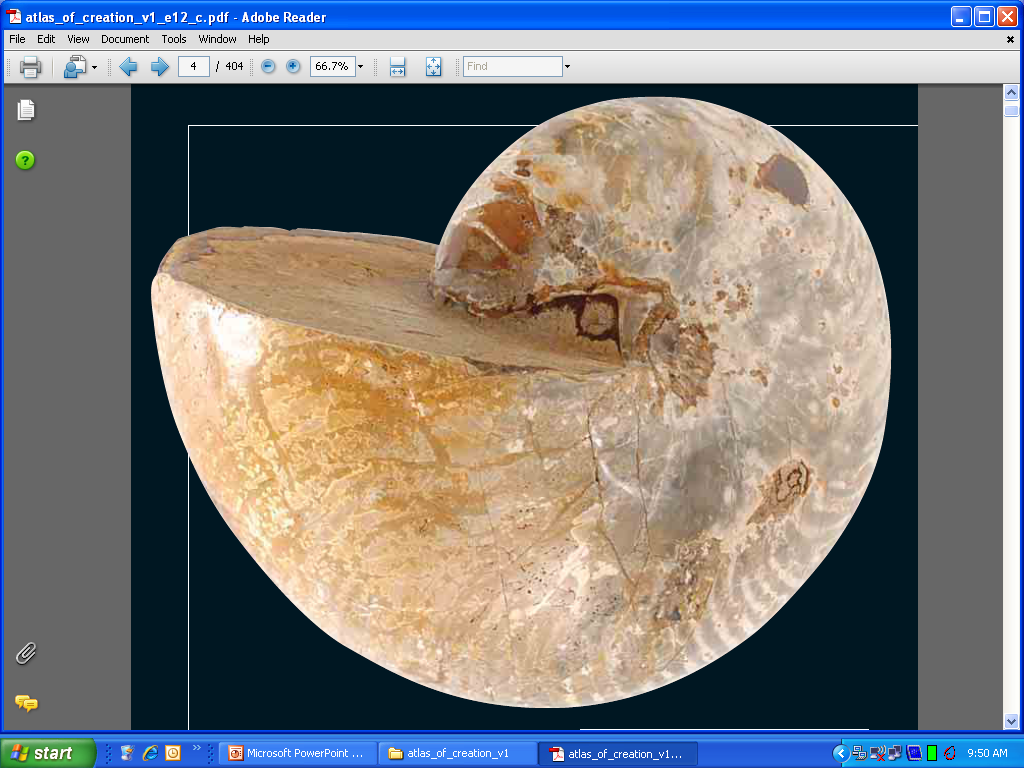 atlas_of_creation_v1_e12_c.pdf - Adobe Reader
File Edit View Document Tools Window Help
4 / 404 66.7% Find
start Microsoft PowerPoint ... atlas_of_creation_v1 atlas_of_creation_v1... 9:50 AM